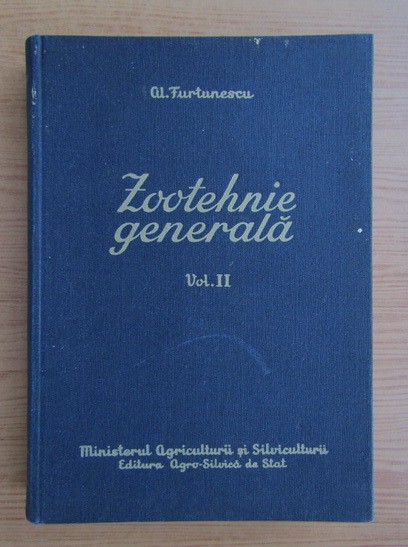 Al. Furtunescu
Zootehnie
generală
Vol. II
Ministerul Agriculturii și Silviculturii
Editura Agro-Silvică de Stat